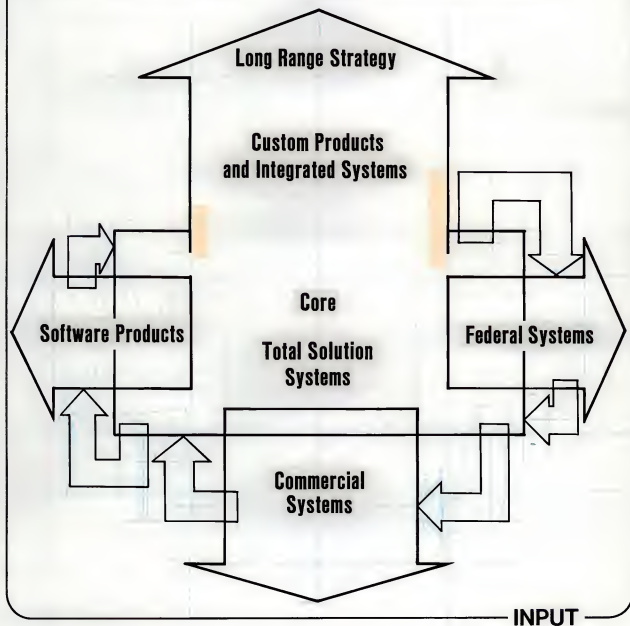 Long Range Strategy
Custom Products
and Integrated Systems
Core
Total Solution
Systems
Software Products
Federal Systems
Commercial
Systems
INPUT